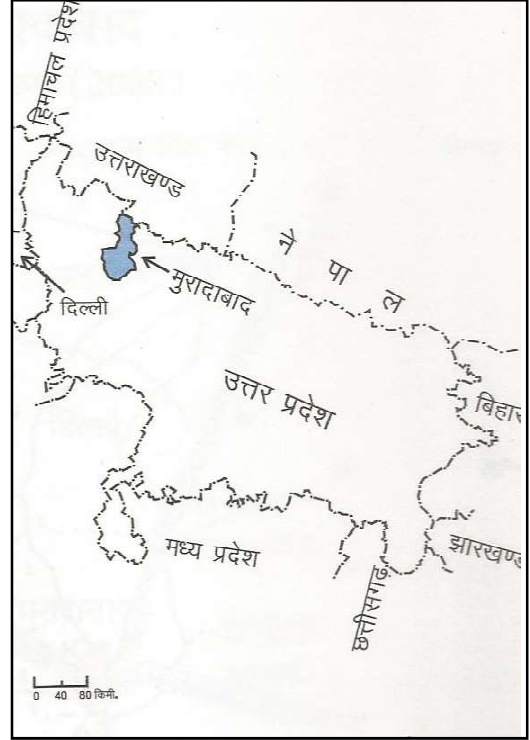 हिमाचल प्रदेश
उत्तराखण्ड
नेपाल
मुरादाबाद
दिल्ली
उत्तर प्रदेश
बिहार
मध्य प्रदेश
झारखण्ड
छत्तीसगढ़
0 40 80 किमी.